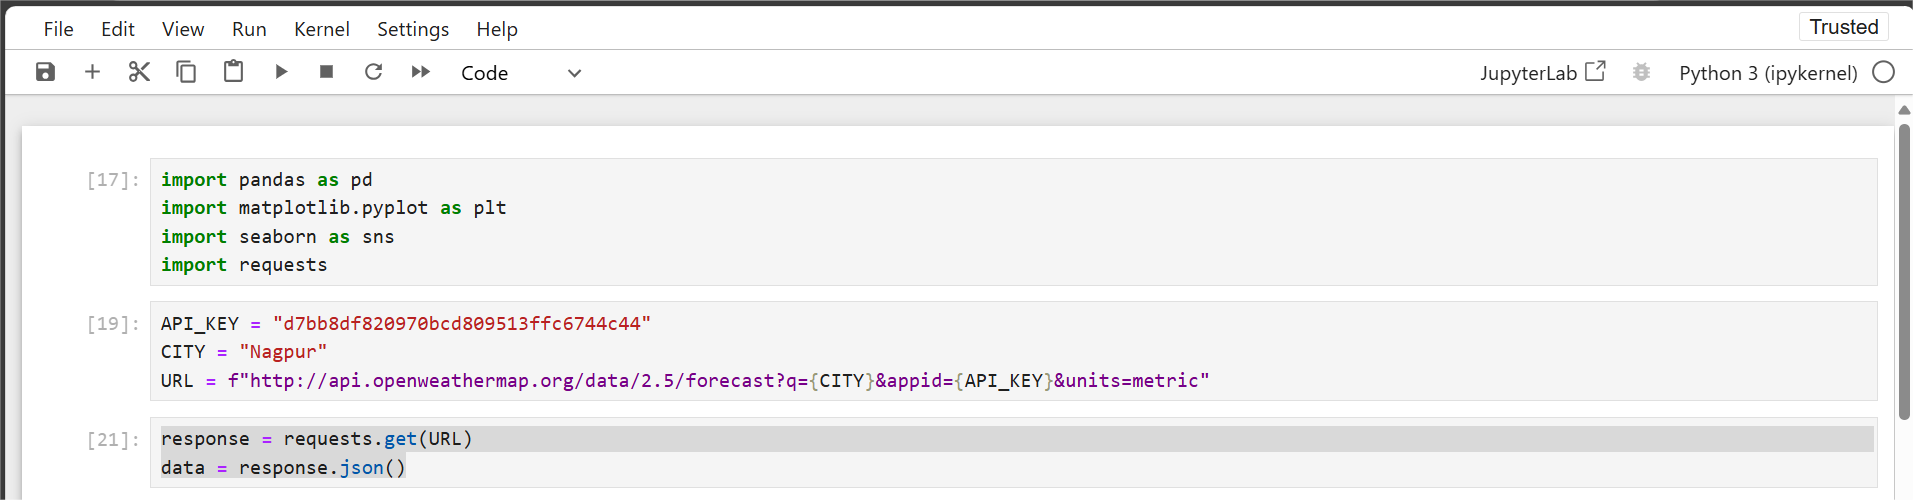 File Edit View Run Kernel Settings Help Trusted
Code JupyterLab Python 3 (ipykernel)
[17]:
import pandas as pd
import matplotlib.pyplot as plt
import seaborn as sns
import requests
[19]:
API_KEY = "d7bb8df820970bcd809513ffc6744c44"
CITY = "Nagpur"
URL = f"http://api.openweathermap.org/data/2.5/forecast?q={CITY}&appid={API_KEY}&units=metric"
[21]:
response = requests.get(URL)
data = response.json()